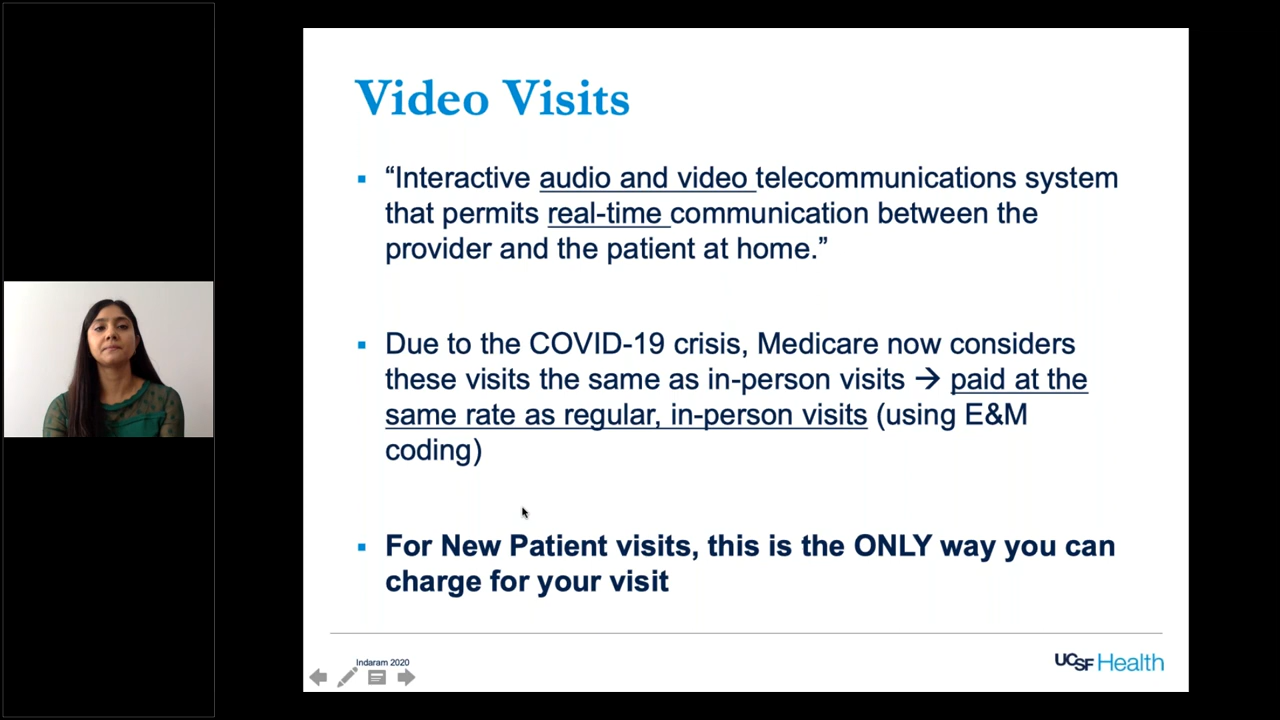 Video Visits
▪ “Interactive audio and video telecommunications system
that permits real-time communication between the
provider and the patient at home.”
▪ Due to the COVID-19 crisis, Medicare now considers
these visits the same as in-person visits → paid at the
same rate as regular, in-person visits (using E&M
coding)
▪ For New Patient visits, this is the ONLY way you can
charge for your visit
Indaram 2020
UCSF Health